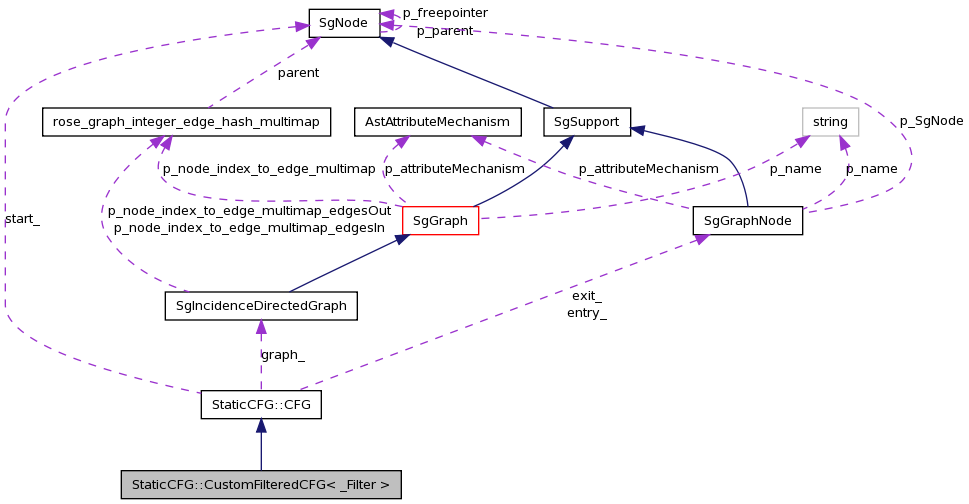 SgNode
p_freepointer
p_parent
parent
rose_graph_integer_edge_hash_multimap
AstAttributeMechanism
SgSupport
string
p_SgNode
p_node_index_to_edge_multimap
p_attributeMechanism
p_attributeMechanism
p_name
p_name
start_
p_node_index_to_edge_multimap_edgesOut
p_node_index_to_edge_multimap_edgesIn
SgGraph
SgGraphNode
SgIncidenceDirectedGraph
exit_
entry_
graph_
StaticCFG::CFG
StaticCFG::CustomFilteredCFG< _Filter >